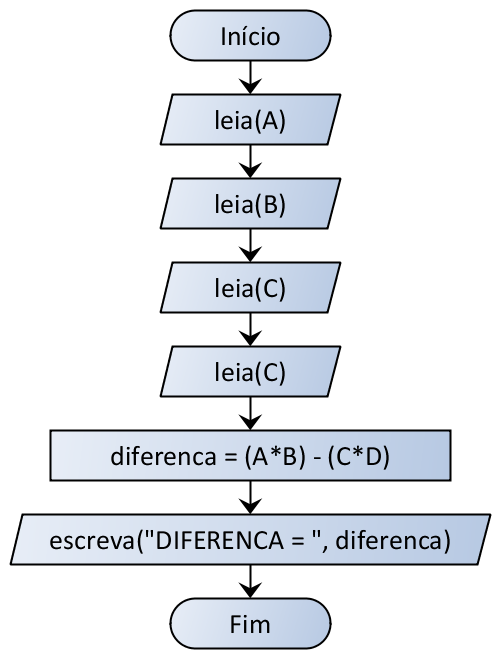 Início
leia(A)
leia(B)
leia(C)
leia(C)
diferenca = (A*B) - (C*D)
escreva("DIFERENCA = ", diferenca)
Fim